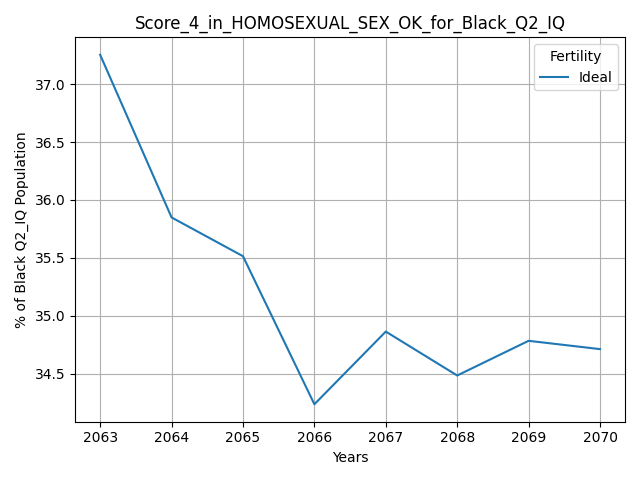 Score_4_in_HOMOSEXUAL_SEX_OK_for_Black_Q2_IQ
Fertility
Ideal
% of Black Q2_IQ Population
37.0
36.5
36.0
35.5
35.0
34.5
2063 2064 2065 2066 2067 2068 2069 2070
Years